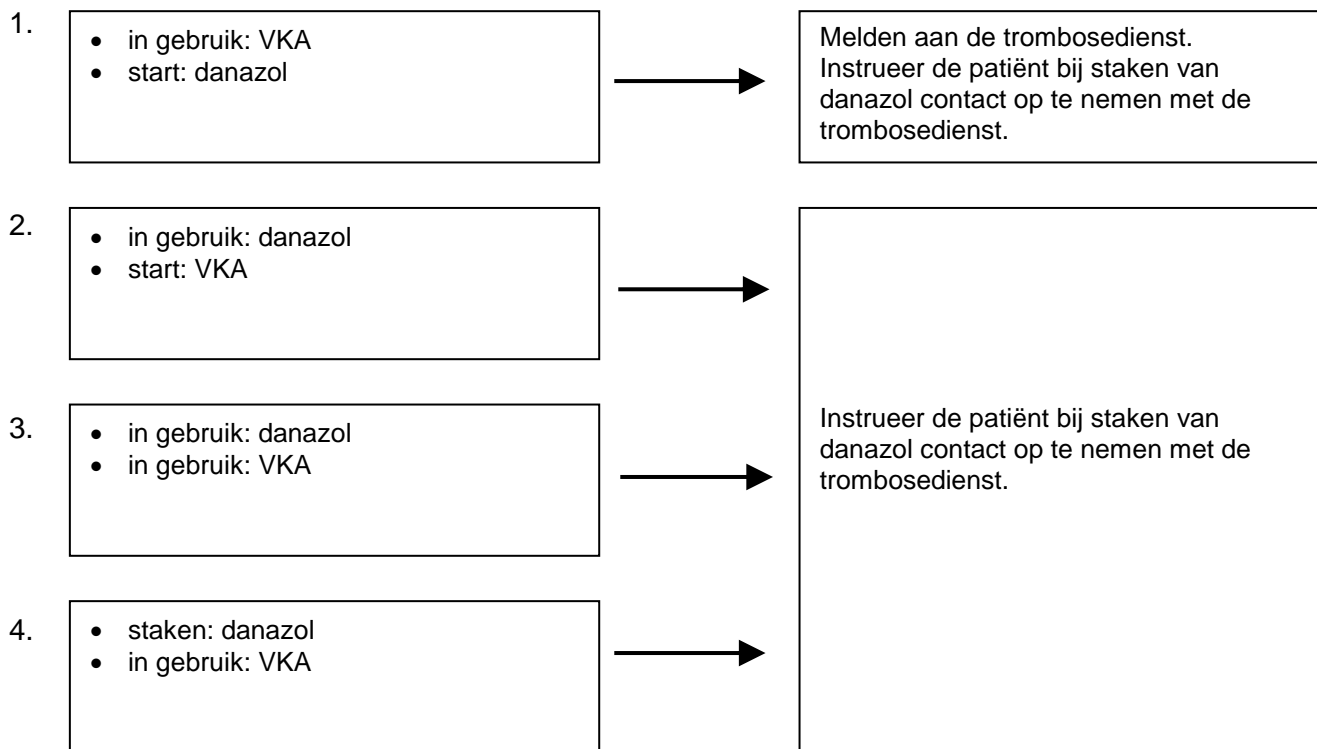 1.
• in gebruik: VKA
• start: danazol
Melden aan de trombosedienst.
Instrueer de patiënt bij staken van
danazol contact op te nemen met de
trombosedienst.
2.
• in gebruik: danazol
• start: VKA
3.
• in gebruik: danazol
• in gebruik: VKA
Instrueer de patiënt bij staken van
danazol contact op te nemen met de
trombosedienst.
4.
• staken: danazol
• in gebruik: VKA